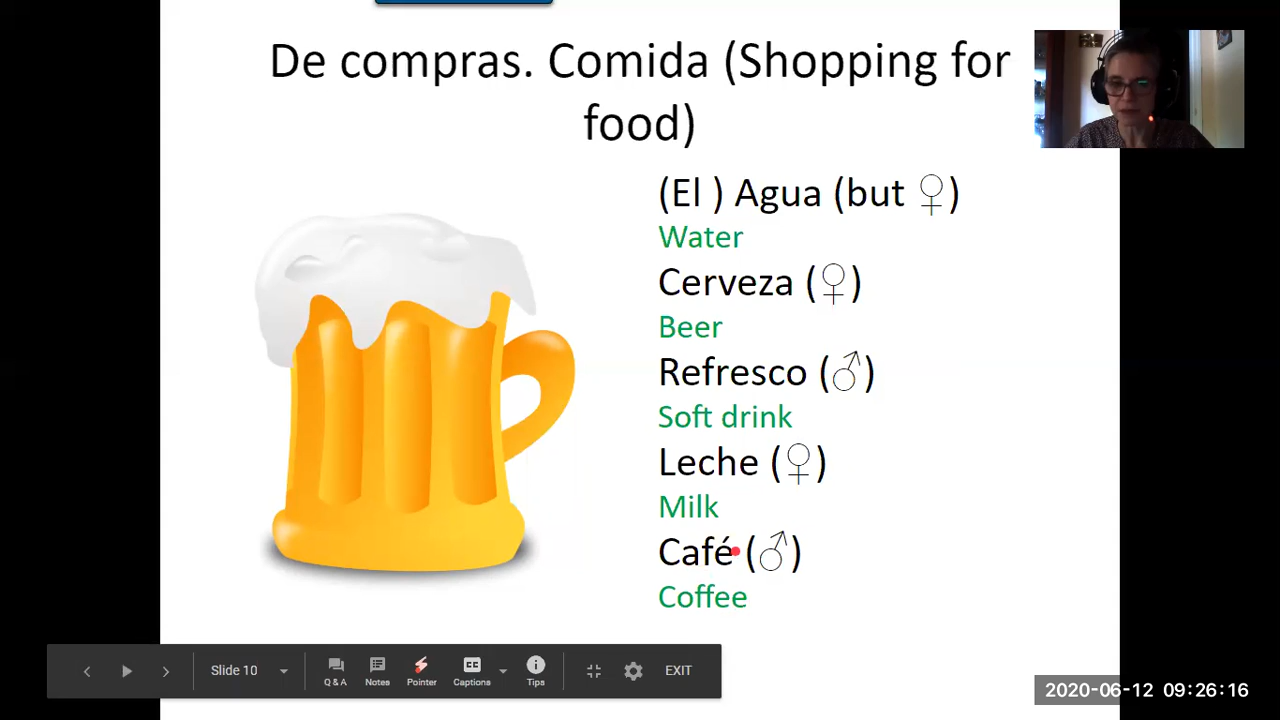 De compras. Comida (Shopping for
food)
(El ) Agua (but ♀)
Water
Cerveza (♀)
Beer
Refresco (♂)
Soft drink
Leche (♀)
Milk
Café (♂)
Coffee
Slide 10
Q & A
Notes
Pointer
CC
Captions
Tips
EXIT
2020-06-12 09:26:16